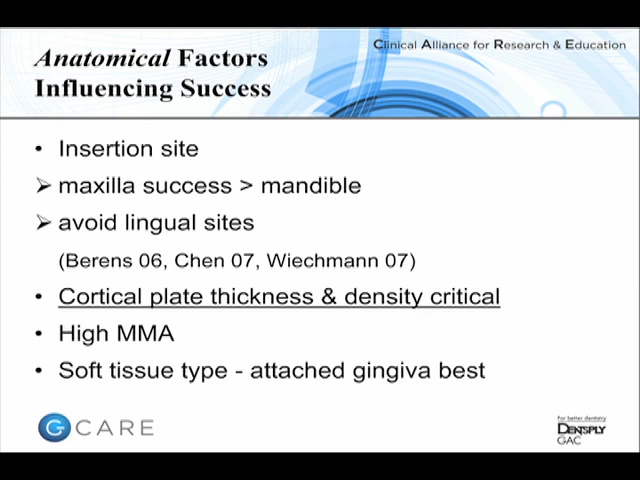 Clinical Alliance for Research & Education
Anatomical Factors
Influencing Success
• Insertion site
➢ maxilla success > mandible
➢ avoid lingual sites
(Berens 06, Chen 07, Wiechmann 07)
• Cortical plate thickness & density critical
• High MMA
• Soft tissue type - attached gingiva best
G CARE
For better dentistry
DENTSPLY
GAC